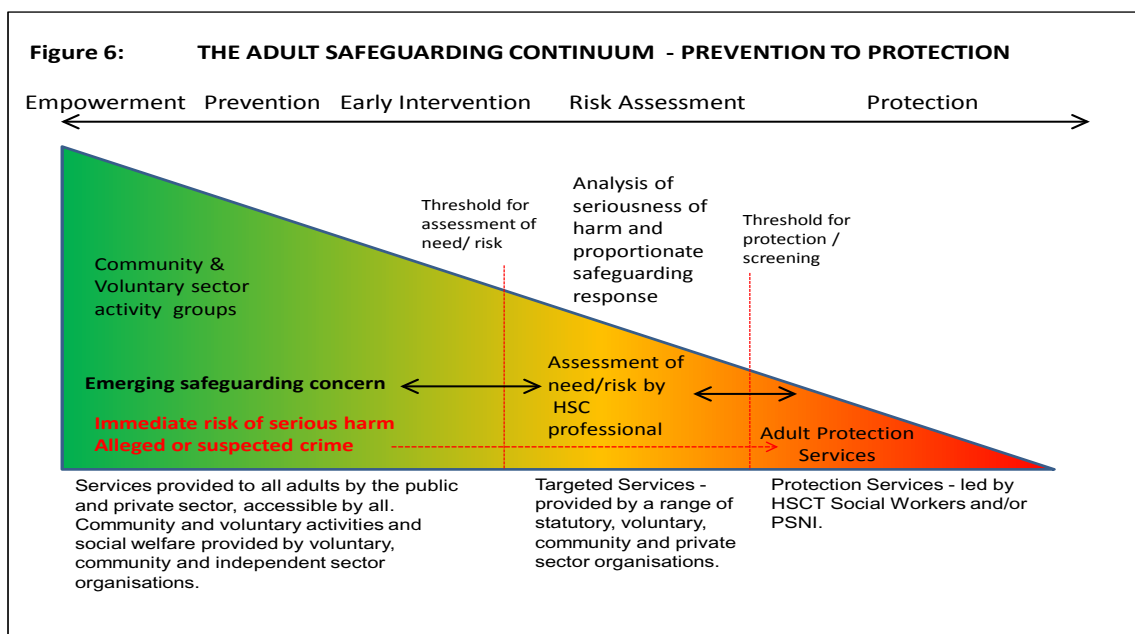 Figure 6: THE ADULT SAFEGUARDING CONTINUUM - PREVENTION TO PROTECTION
Empowerment Prevention Early Intervention Risk Assessment Protection
Threshold for
assessment of
need/ risk
Analysis of
seriousness of
harm and
proportionate
safeguarding
response
Threshold for
protection /
screening
Community &
Voluntary sector
activity groups
Emerging safeguarding concern
Immediate risk of serious harm
Alleged or suspected crime
Assessment of
need/risk by
HSC
professional
Adult Protection
Services
Services provided to all adults by the public
and private sector, accessible by all.
Community and voluntary activities and
social welfare provided by voluntary,
community and independent sector
organisations.
Targeted Services -
provided by a range of
statutory, voluntary,
community and private
sector organisations.
Protection Services - led by
HSCT Social Workers and/or
PSNI.